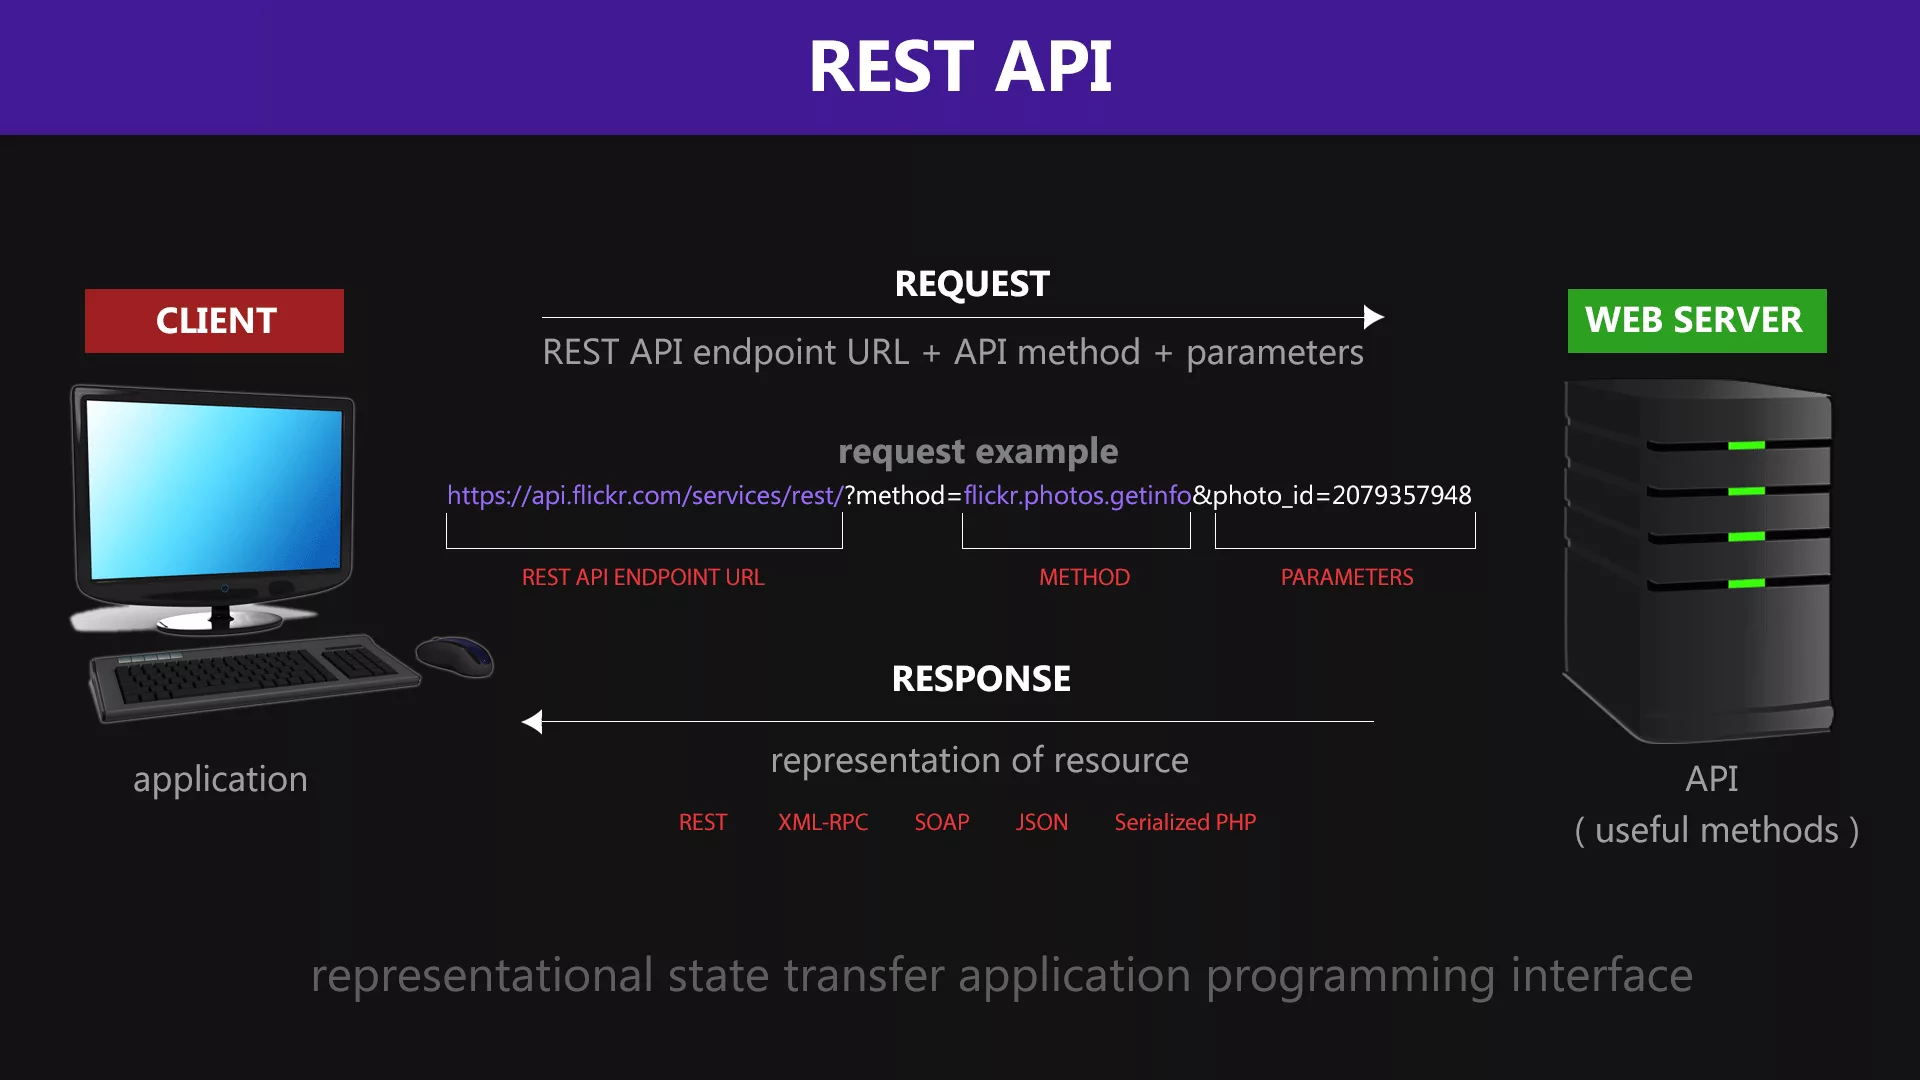 REST API
CLIENT
REQUEST
REST API endpoint URL + API method + parameters
WEB SERVER
request example
https://api.flickr.com/services/rest/?method=flickr.photos.getinfo&photo_id=2079357948
REST API ENDPOINT URL
METHOD
PARAMETERS
RESPONSE
representation of resource
REST XML-RPC SOAP JSON Serialized PHP
application
API
( useful methods )
representational state transfer application programming interface